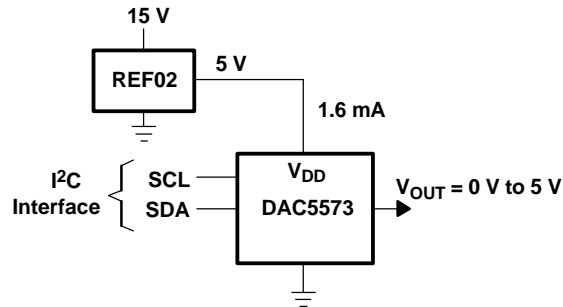 15 V
REF02
5 V
1.6 mA
I²C
Interface
SCL
SDA
VDD
DAC5573
VOUT = 0 V to 5 V